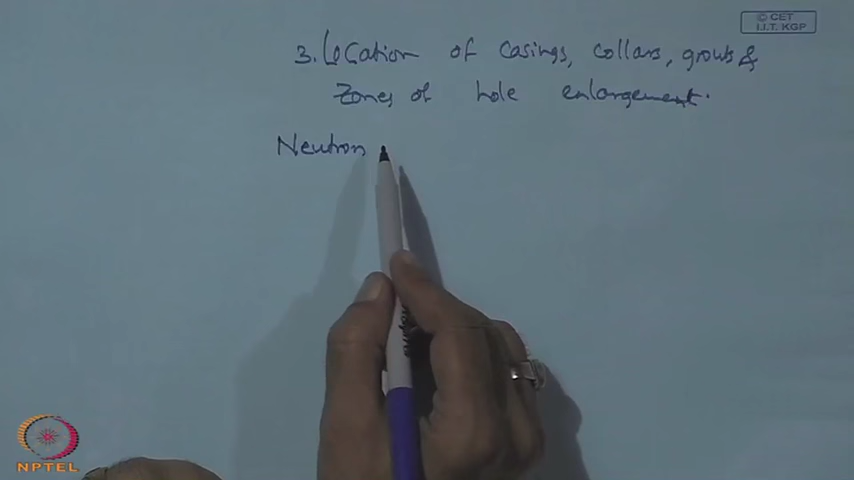 © CET
I.I.T. KGP
3. Location of casings, collars, grouts &
Zones of hole enlargement.
Neutron
NPTEL